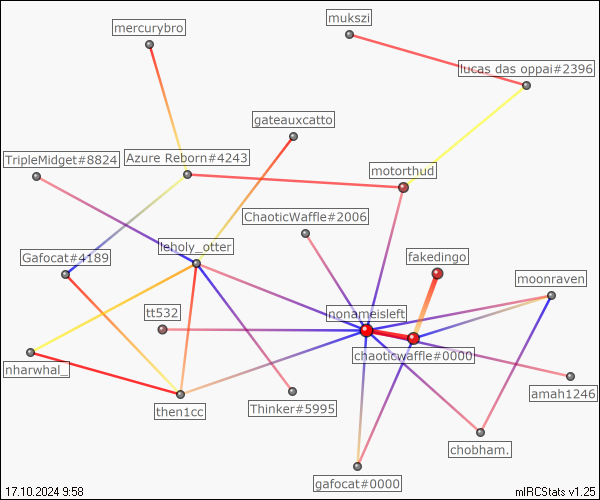 mukszi
mercurybro
lucas das oppai#2396
gateauxcatto
TripleMidget#8824
Azure Reborn#4243
motorthud
ChaoticWaffle#2006
leholy_otter
fakedingo
Gafocat#4189
moonraven
tt532
nonameisleft
chaoticwaffle#0000
nharwhal_
amah1246
then1cc
Thinker#5995
chobham.
gafocat#0000
17.10.2024 9:58
mIRCStats v1.25